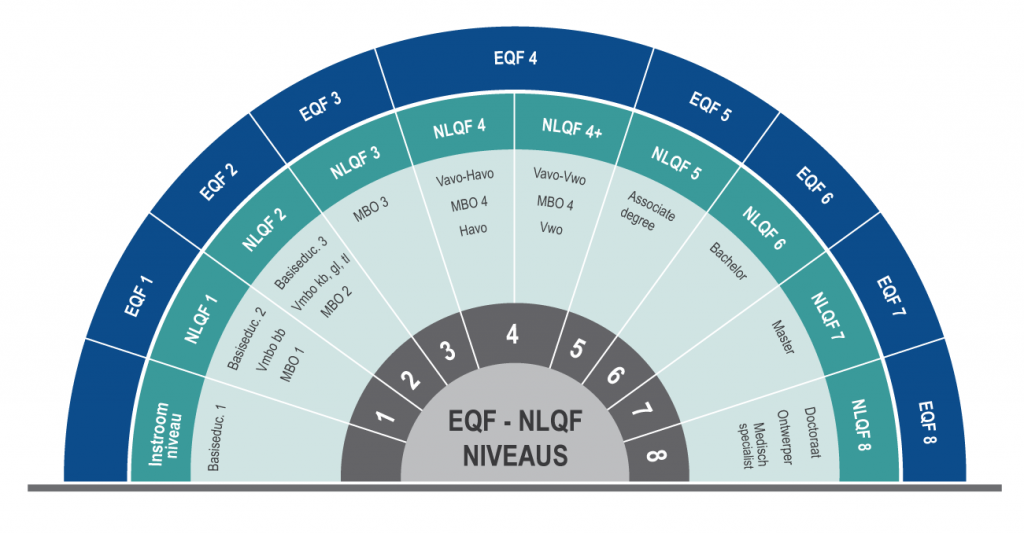 EQF 1
EQF 2
EQF 3
EQF 4
EQF 5
EQF 6
EQF 7
EQF 8
Instroom
niveau
NLQF 1
NLQF 2
NLQF 3
NLQF 4
NLQF 4+
NLQF 5
NLQF 6
NLQF 7
NLQF 8
Basiseduc. 1
Basiseduc. 2
Vmbo bb
MBO 1
Basiseduc. 3
Vmbo kb, gl, tl
MBO 2
MBO 3
Vavo-Havo
MBO 4
Havo
Vavo-Vwo
MBO 4
Vwo
Associate
degree
Bachelor
Master
Doctoraat
Ontwerper
Medisch
specialist
1
2
3
4
5
6
7
8
EQF - NLQF
NIVEAUS